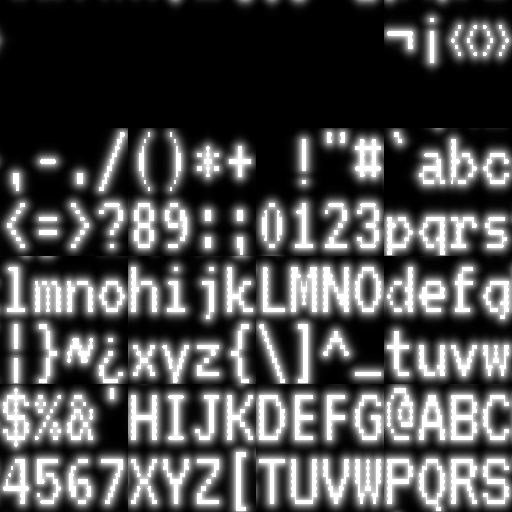 ¬¡
,-./()*+ !"#`abc
<=>?89:;0123pqrs
lmnohijkLMNOdefg
¦}~¿xyz{\]^_tuvw
$%&'HIJKDEFG@ABC
4567XYZ[TUVWPQRS